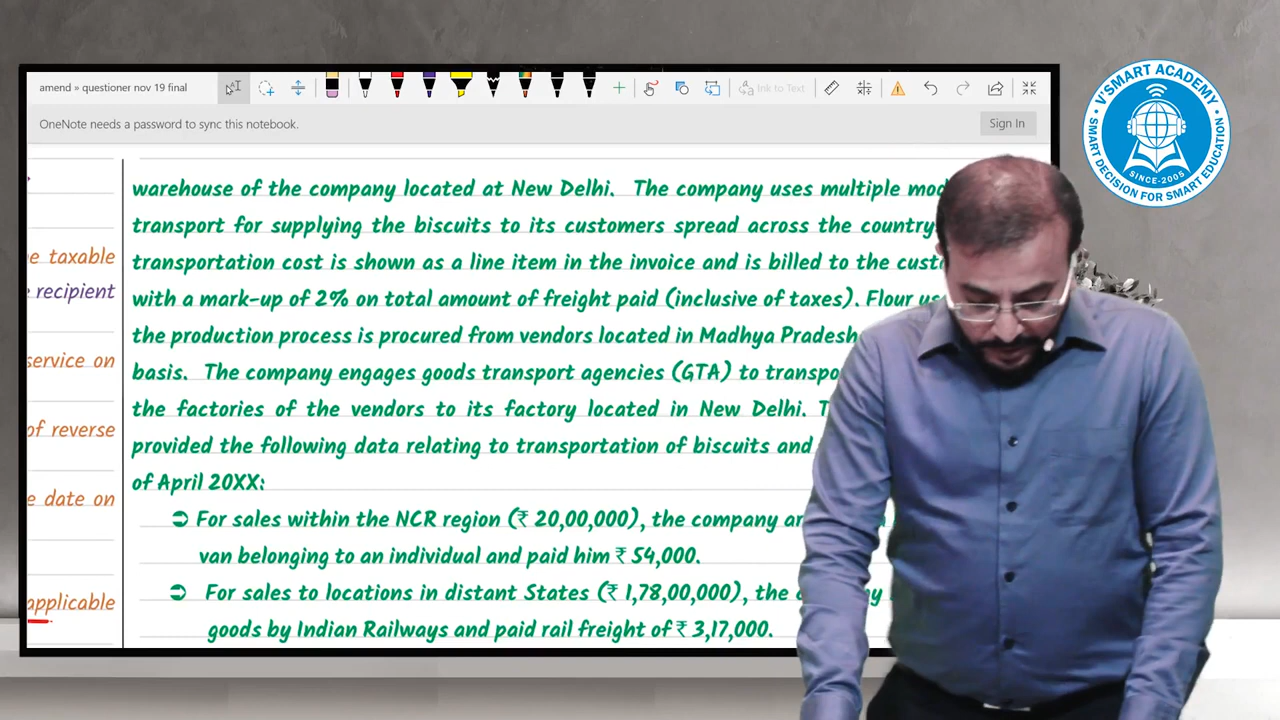 amend » questioner nov 19 final
Ink to Text
OneNote needs a password to sync this notebook.
Sign In
V'SMART ACADEMY
SINCE-2005
SMART DECISION FOR SMART EDUCATION
taxable
recipient
service on
of reverse
date on
applicable
warehouse of the company located at New Delhi. The company uses multiple
transport for supplying the biscuits to its customers spread across the country
transportation cost is shown as a line item in the invoice and is billed to the
with a mark-up of 2% on total amount of freight paid (inclusive of taxes). Flour
the production process is procured from vendors located in Madhya Pradesh
basis. The company engages goods transport agencies (GTA) to
the factories of the vendors to its factory located in New Delhi.
provided the following data relating to transportation of biscuits and
of April 20XX:
➲ For sales within the NCR region (₹ 20,00,000), the company
van belonging to an individual and paid him ₹ 54,000.
➲ For sales to locations in distant States (₹ 1,78,00,000), the
goods by Indian Railways and paid rail freight of ₹ 3,17,000.